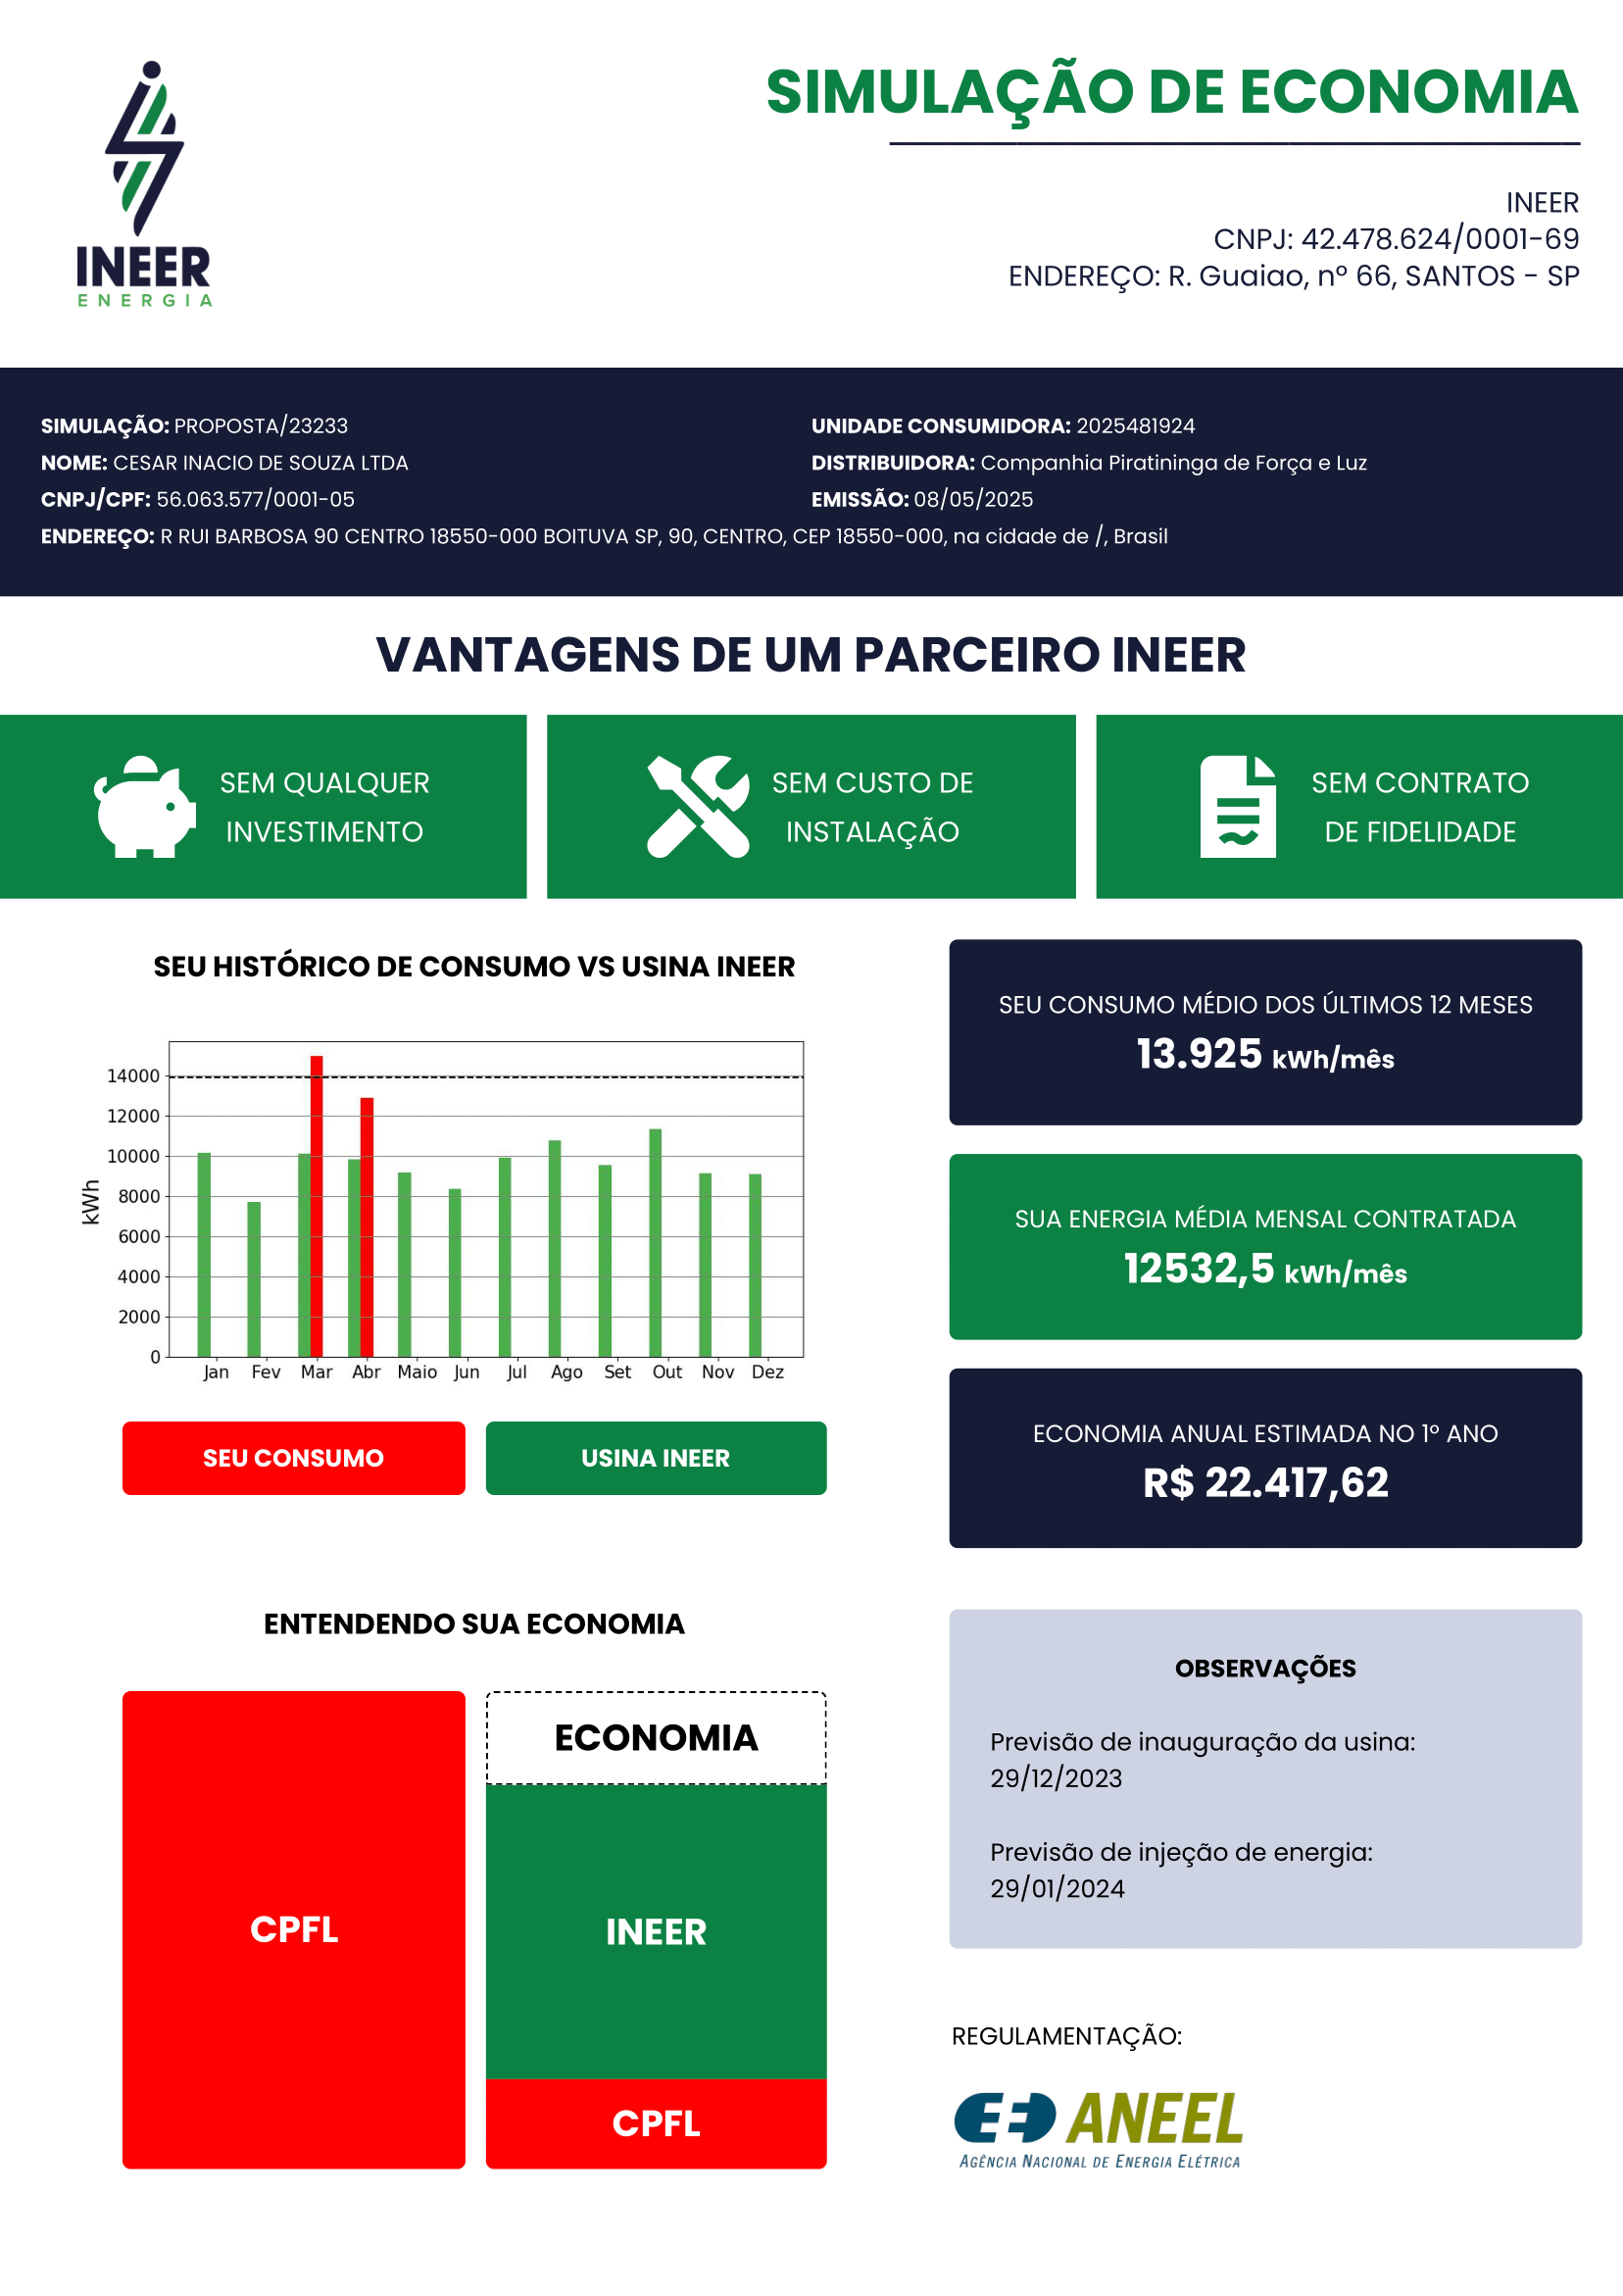 INEER
ENERGIA
SIMULAÇÃO DE ECONOMIA
INEER
CNPJ: 42.478.624/0001-69
ENDEREÇO: R. Guaiao, nº 66, SANTOS - SP
SIMULAÇÃO: PROPOSTA/23233
NOME: CESAR INACIO DE SOUZA LTDA
CNPJ/CPF: 56.063.577/0001-05
UNIDADE CONSUMIDORA: 2025481924
DISTRIBUIDORA: Companhia Piratininga de Força e Luz
EMISSÃO: 08/05/2025
ENDEREÇO: R RUI BARBOSA 90 CENTRO 18550-000 BOITUVA SP, 90, CENTRO, CEP 18550-000, na cidade de /, Brasil
VANTAGENS DE UM PARCEIRO INEER
SEM QUALQUER
INVESTIMENTO
SEM CUSTO DE
INSTALAÇÃO
SEM CONTRATO
DE FIDELIDADE
SEU HISTÓRICO DE CONSUMO VS USINA INEER
kWh
14000
12000
10000
8000
6000
4000
2000
0
Jan Fev Mar Abr Maio Jun Jul Ago Set Out Nov Dez
SEU CONSUMO
USINA INEER
SEU CONSUMO MÉDIO DOS ÚLTIMOS 12 MESES
13.925 kWh/mês
SUA ENERGIA MÉDIA MENSAL CONTRATADA
12532,5 kWh/mês
ECONOMIA ANUAL ESTIMADA NO 1º ANO
R$ 22.417,62
ENTENDENDO SUA ECONOMIA
CPFL
ECONOMIA
INEER
CPFL
OBSERVAÇÕES
Previsão de inauguração da usina:
29/12/2023
Previsão de injeção de energia:
29/01/2024
REGULAMENTAÇÃO:
ANEEL
AGÊNCIA NACIONAL DE ENERGIA ELÉTRICA